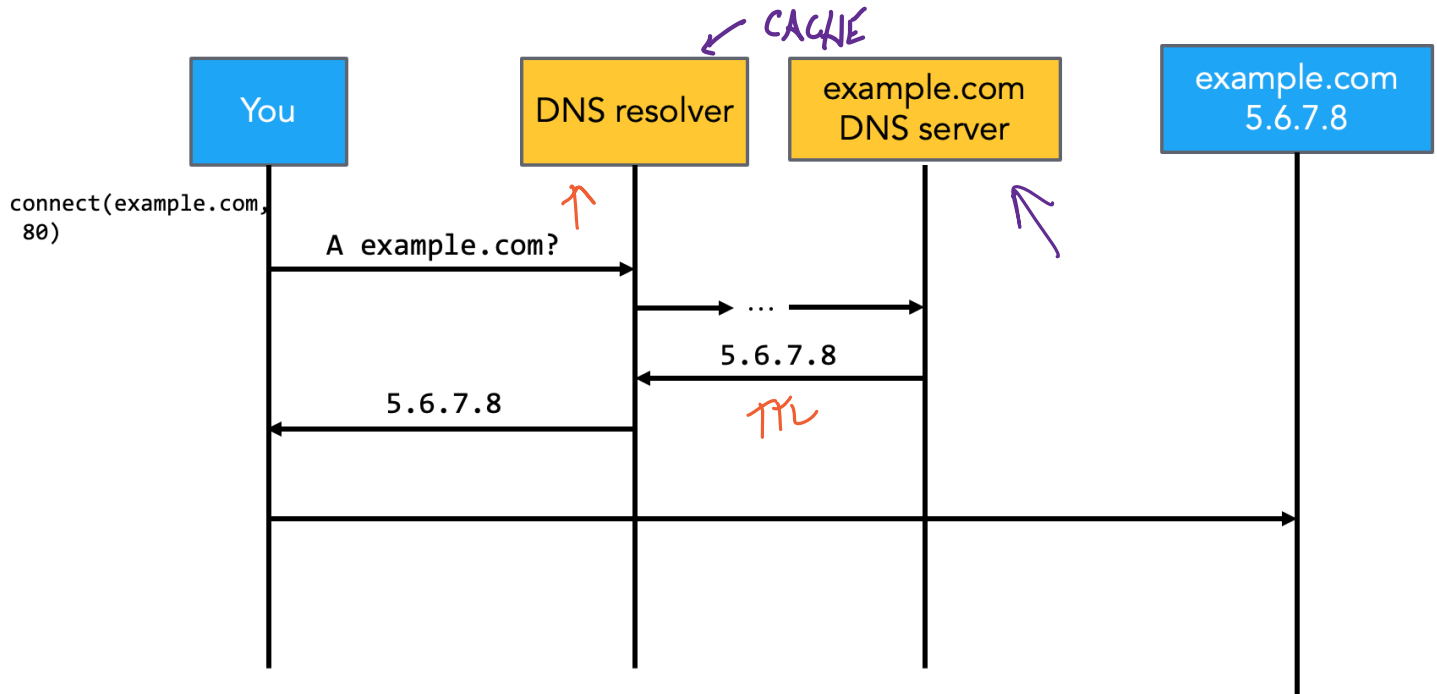 CACHE
You
DNS resolver
example.com
DNS server
example.com
5.6.7.8
connect(example.com,
80)
A example.com?
...
5.6.7.8
TTL
5.6.7.8